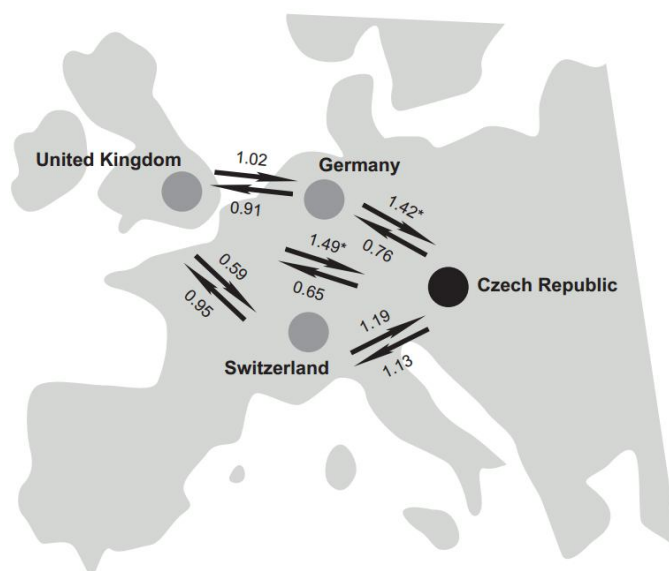 United Kingdom
1.02
0.91
Germany
1.42*
0.76
1.49*
0.65
0.59
0.95
Czech Republic
1.19
1.13
Switzerland